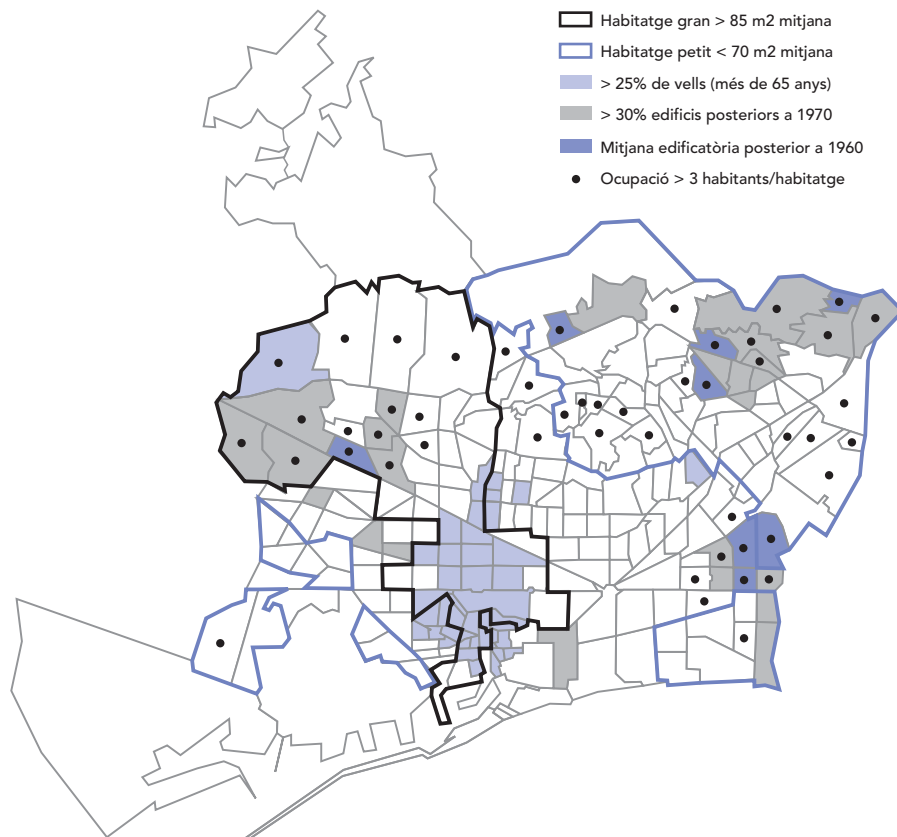 Habitatge gran > 85 m2 mitjana
Habitatge petit < 70 m2 mitjana
> 25% de vells (més de 65 anys)
> 30% edificis posteriors a 1970
Mitjana edificatòria posterior a 1960
Ocupació > 3 habitants/habitatge